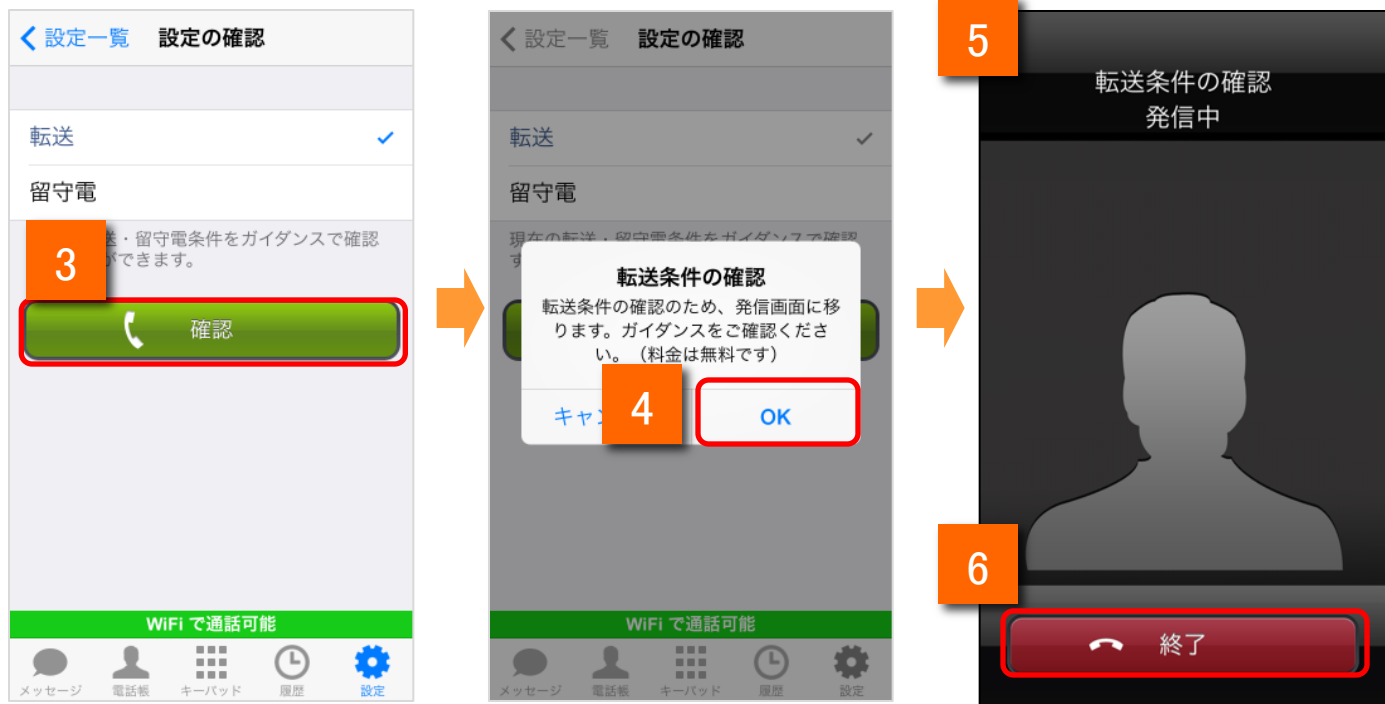 設定一覧 設定の確認
転送
留守電
3
・留守電条件をガイダンスで確認
できます。
確認
WiFi で通話可能
メッセージ 電話帳 キーパッド 履歴 設定
設定一覧 設定の確認
転送
留守電
現在の転送・留守電条件をガイダンスで確認
す
転送条件の確認
転送条件の確認のため、発信画面に移
ります。ガイダンスをご確認くださ
い。（料金は無料です）
4
キャン OK
WiFi で通話可能
メッセージ 電話帳 キーパッド 履歴 設定
5
転送条件の確認
発信中
6
終了